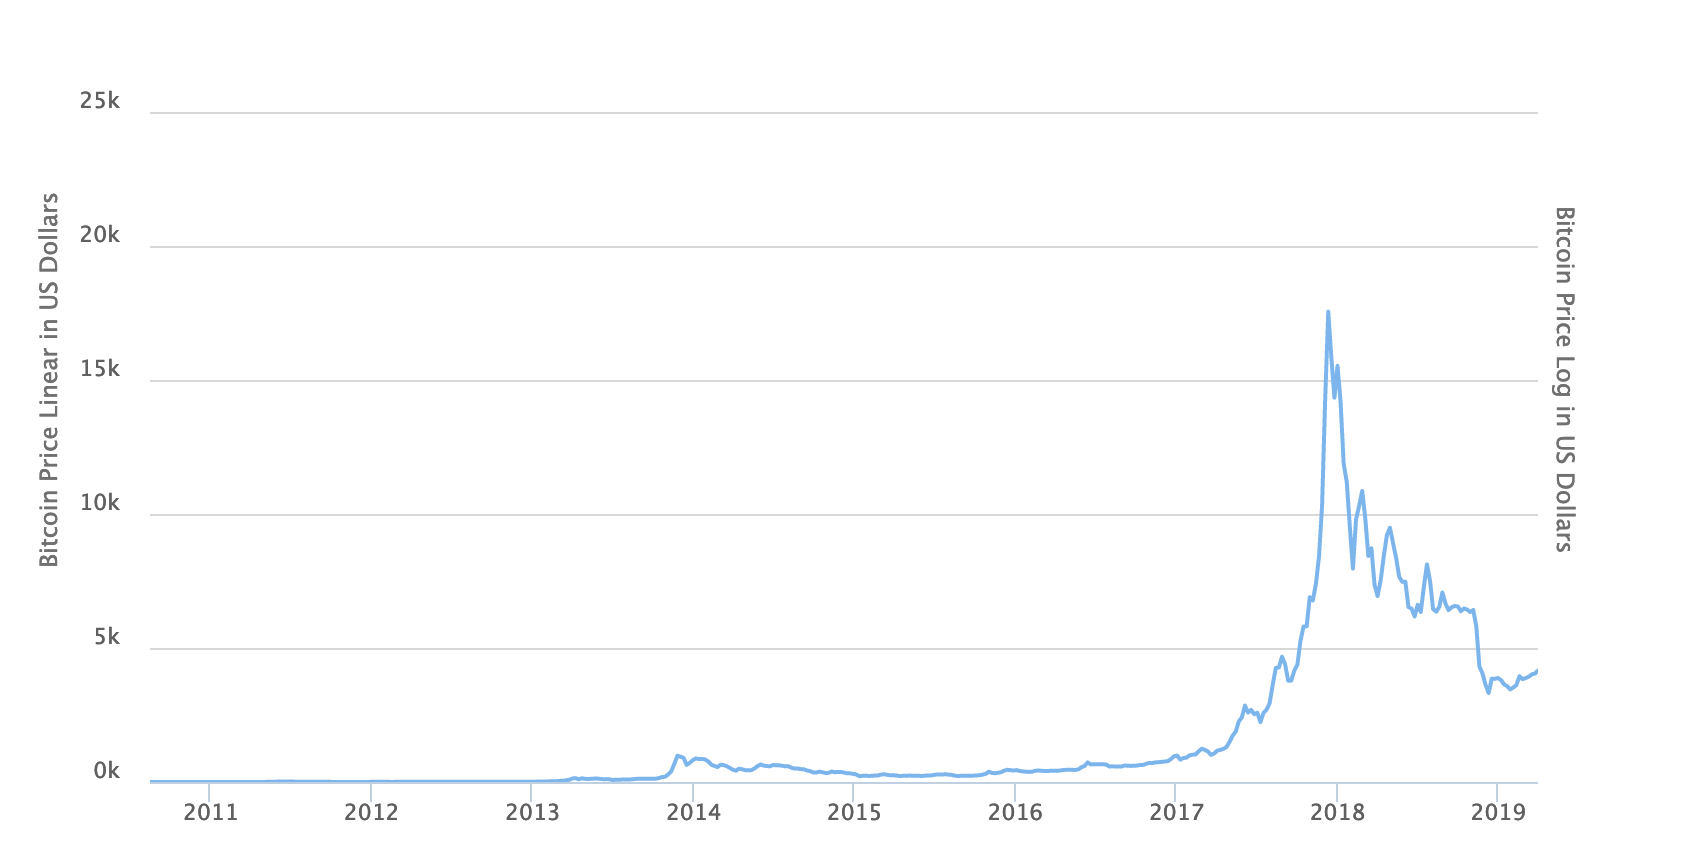 Bitcoin Price Linear in US Dollars
25k
20k
15k
10k
5k
0k
2011 2012 2013 2014 2015 2016 2017 2018 2019
Bitcoin Price Log in US Dollars